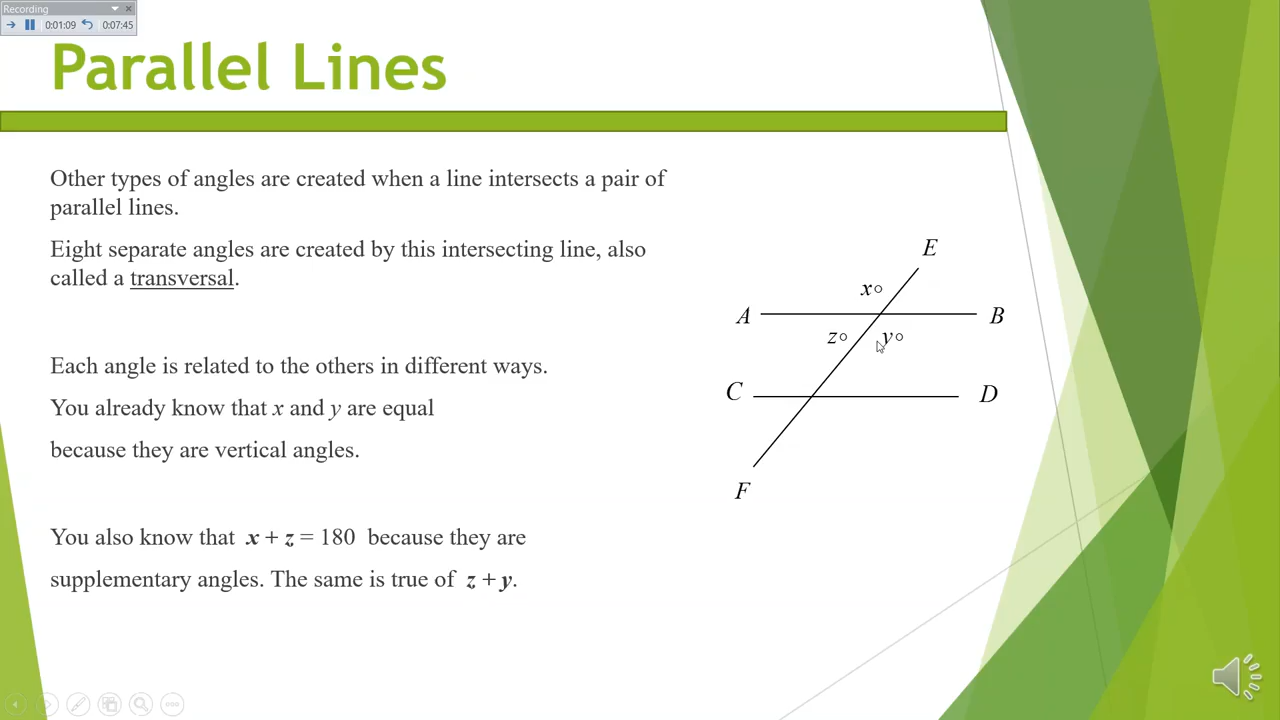 Recording
0:01:09 0:07:45
Parallel Lines
Other types of angles are created when a line intersects a pair of
parallel lines.
Eight separate angles are created by this intersecting line, also
called a transversal.
E
x°
A
B
z°
y°
Each angle is related to the others in different ways.
C
D
You already know that x and y are equal
because they are vertical angles.
F
You also know that x + z = 180 because they are
supplementary angles. The same is true of z + y.